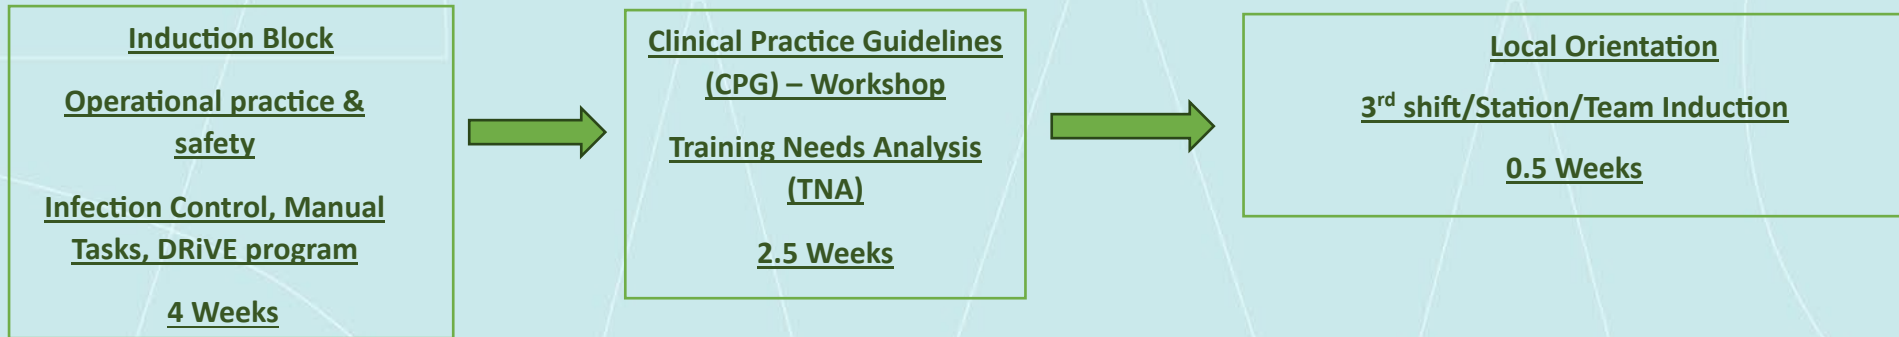 Induction Block
Operational practice &
safety
Infection Control, Manual
Tasks, DRiVE program
4 Weeks
Clinical Practice Guidelines
(CPG) – Workshop
Training Needs Analysis
(TNA)
2.5 Weeks
Local Orientation
3rd shift/Station/Team Induction
0.5 Weeks